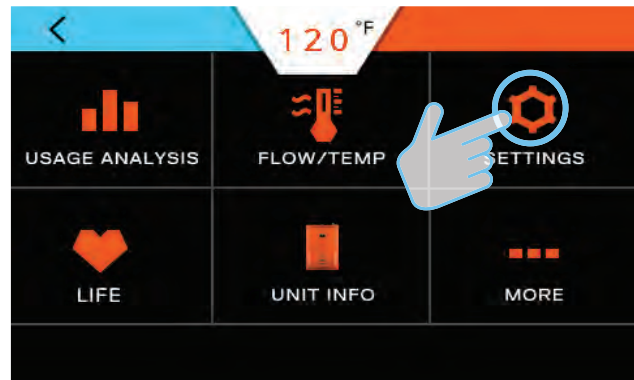 120°F
USAGE ANALYSIS
FLOW/TEMP
SETTINGS
LIFE
UNIT INFO
MORE